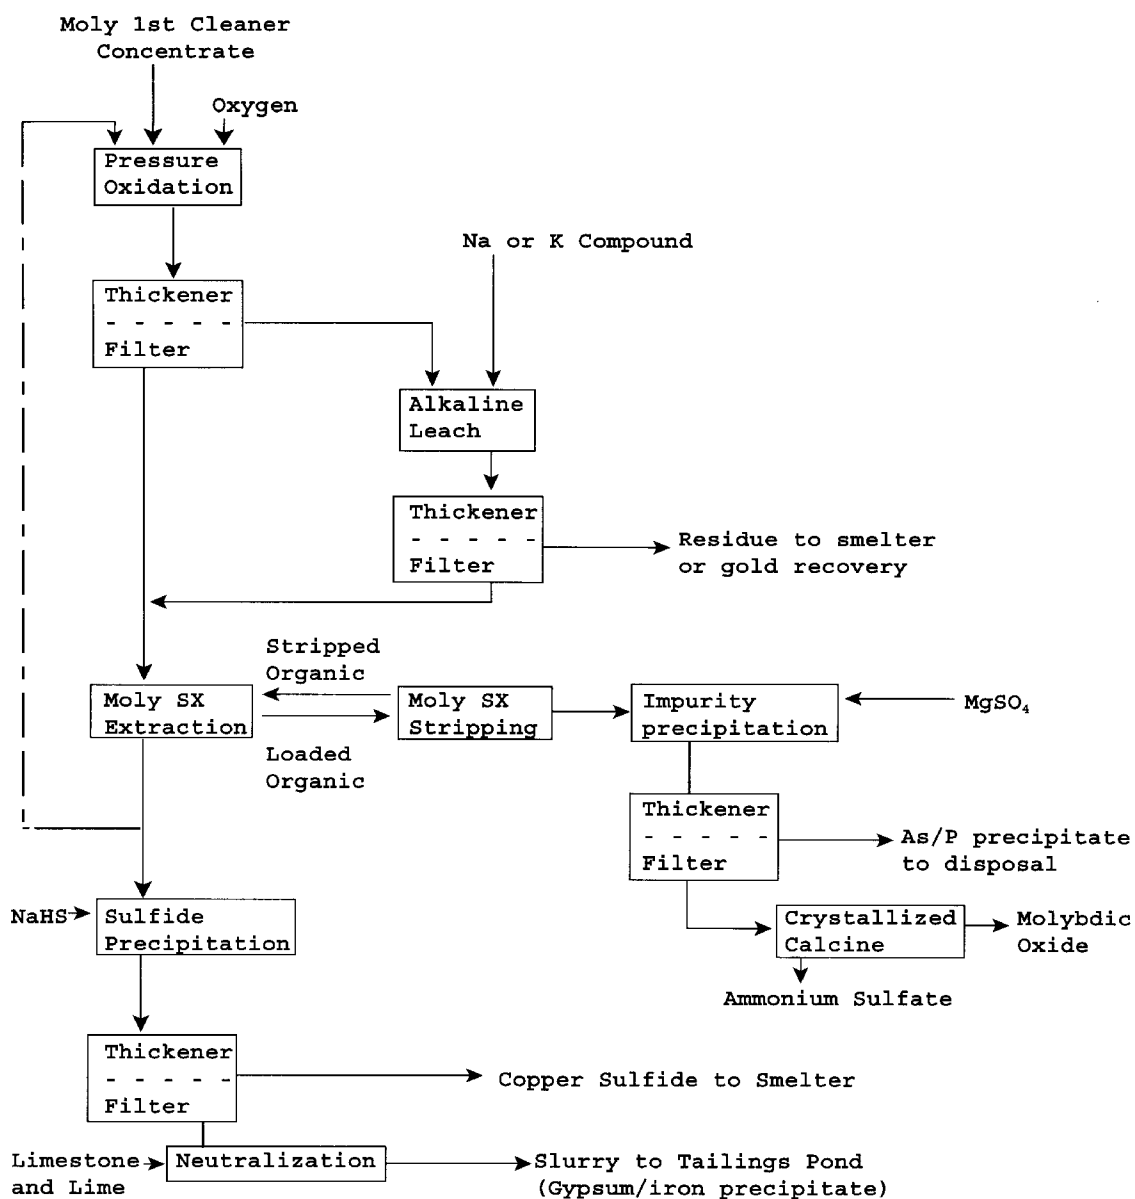 Moly 1st Cleaner
Concentrate
Oxygen
Pressure
Oxidation
Na or K Compound
Thickener
- - - - -
Filter
Alkaline
Leach
Thickener
- - - - -
Filter
Residue to smelter
or gold recovery
Stripped
Organic
Moly SX
Extraction
Moly SX
Stripping
Impurity
precipitation
MgSO₄
Loaded
Organic
Thickener
- - - - -
Filter
As/P precipitate
to disposal
NaHS
Sulfide
Precipitation
Crystallized
Calcine
Molybdic
Oxide
Ammonium Sulfate
Thickener
- - - - -
Filter
Copper Sulfide to Smelter
Limestone
and Lime
Neutralization
Slurry to Tailings Pond
(Gypsum/iron precipitate)